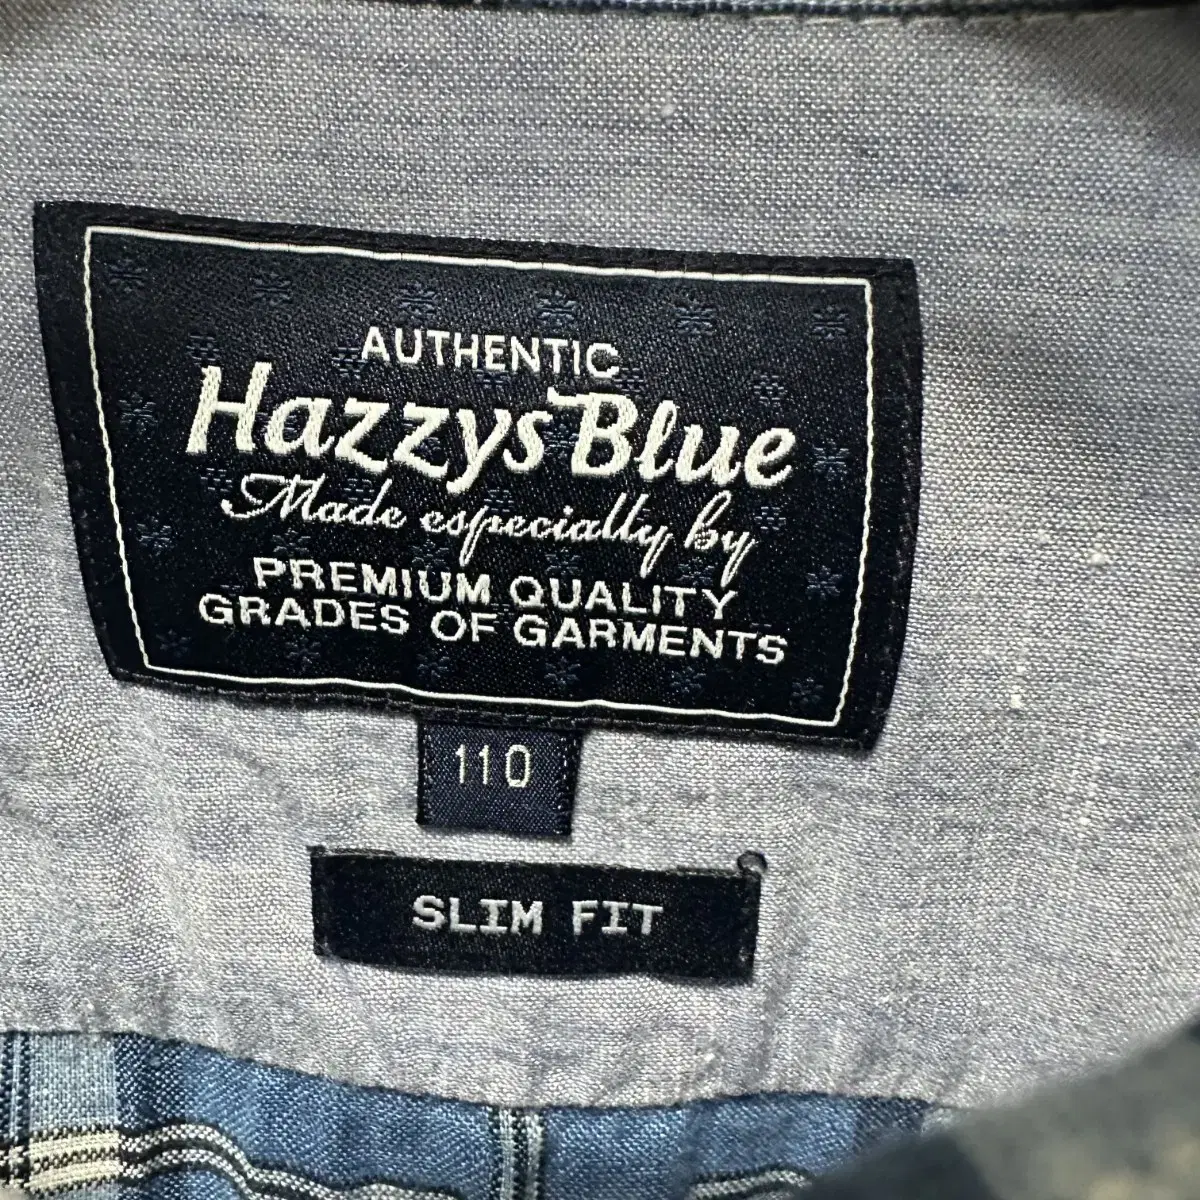 AUTHENTIC
Hazzys Blue
Made especially by
PREMIUM QUALITY
GRADES OF GARMENTS
110
SLIM FIT